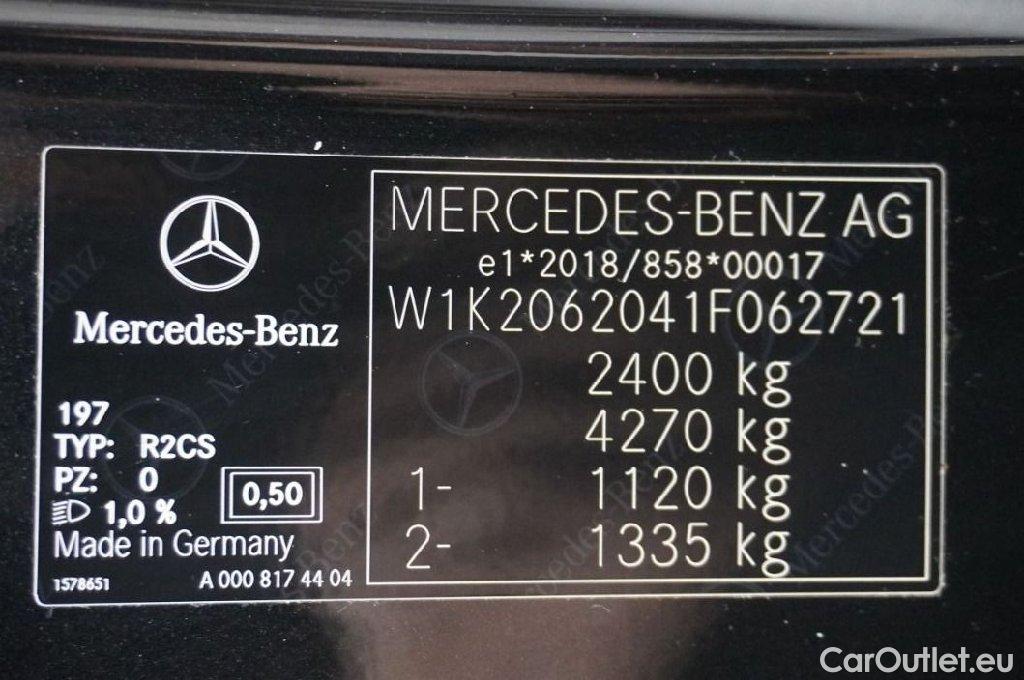 Mercedes-Benz
197
TYP: R2CS
PZ: 0
1,0 %
0,50
Made in Germany
1578651
A 000 817 44 04
MERCEDES-BENZ AG
e1*2018/858*00017
W1K2062041F062721
2400 kg
4270 kg
1- 1120 kg
2- 1335 kg
CarOutlet.eu